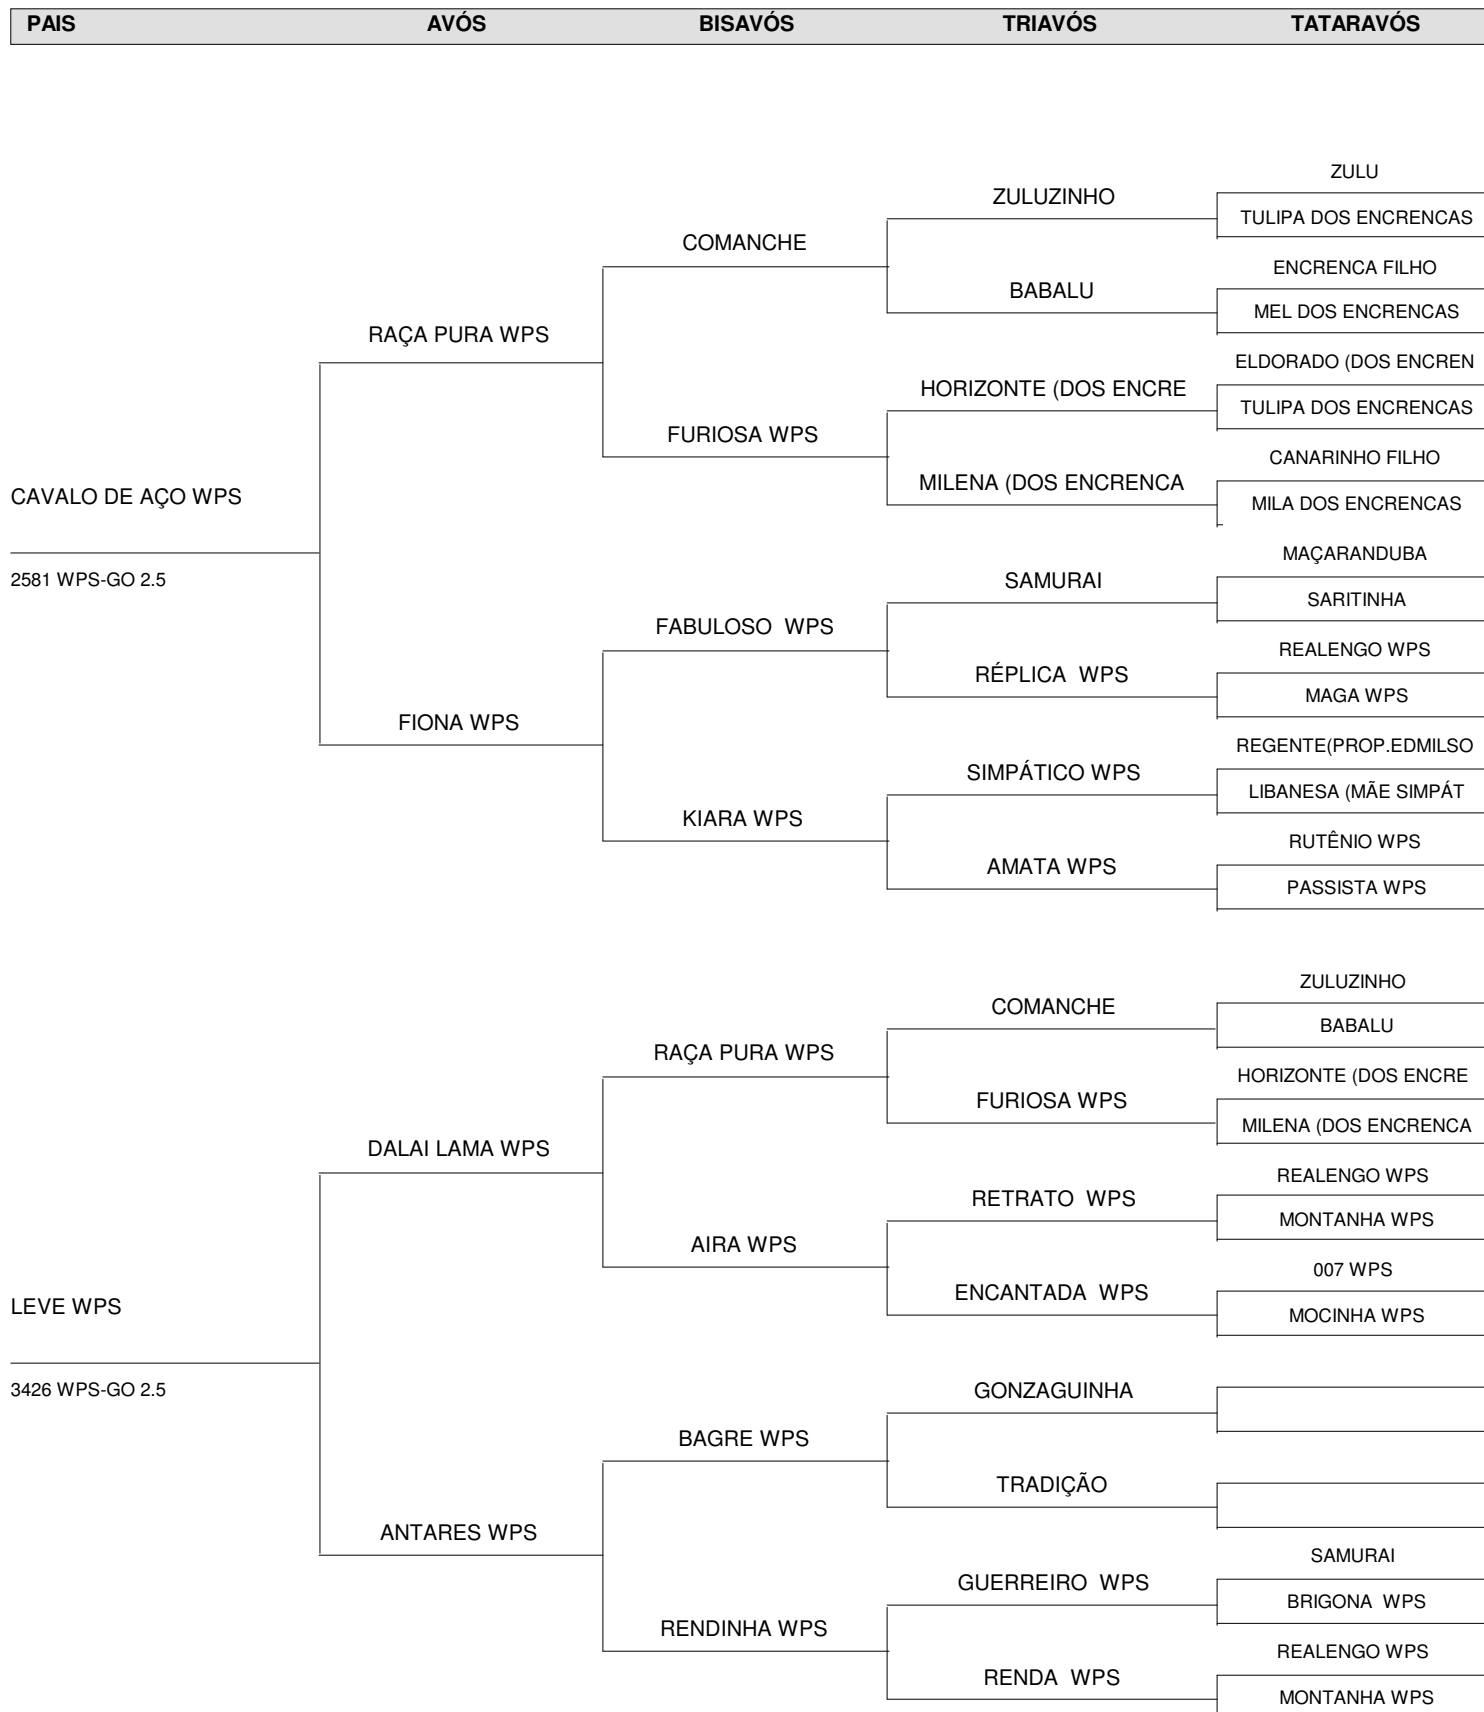 PAIS AVÓS BISAVÓS TRIAVÓS TATARAVÓS
ZULU
ZULUZINHO
TULIPA DOS ENCRENCAS
COMANCHE
ENCRENCA FILHO
BABALU
MEL DOS ENCRENCAS
RAÇA PURA WPS
ELDORADO (DOS ENCREN
HORIZONTE (DOS ENCRE
TULIPA DOS ENCRENCAS
FURIOSA WPS
CANARINHO FILHO
MILENA (DOS ENCRENCA
CAVALO DE AÇO WPS
MILA DOS ENCRENCAS
MAÇARANDUBA
2581 WPS-GO 2.5
SAMURAI
SARITINHA
FABULOSO  WPS
REALENGO WPS
RÉPLICA  WPS
MAGA WPS
FIONA WPS
REGENTE(PROP.EDMILSO
SIMPÁTICO WPS
LIBANESA (MÃE SIMPÁT
KIARA WPS
RUTÊNIO WPS
AMATA WPS
PASSISTA WPS
ZULUZINHO
COMANCHE
BABALU
RAÇA PURA WPS
HORIZONTE (DOS ENCRE
FURIOSA WPS
MILENA (DOS ENCRENCA
DALAI LAMA WPS
REALENGO WPS
RETRATO  WPS
MONTANHA WPS
AIRA WPS
007 WPS
ENCANTADA  WPS
LEVE WPS
MOCINHA WPS
3426 WPS-GO 2.5
GONZAGUINHA
BAGRE WPS
TRADIÇÃO
ANTARES WPS
SAMURAI
GUERREIRO  WPS
BRIGONA  WPS
RENDINHA WPS
REALENGO WPS
RENDA  WPS
MONTANHA WPS